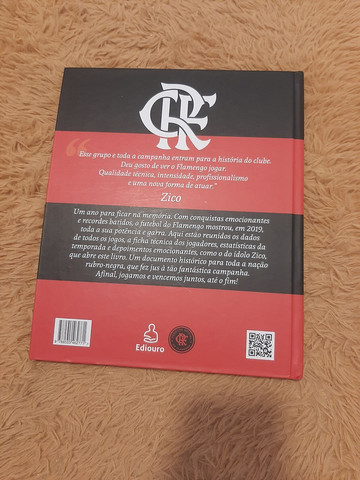 CRF
“Esse grupo e toda a campanha entram para a história do clube.
Deu gosto de ver o Flamengo jogar.
Qualidade técnica, intensidade, profissionalismo
e uma nova forma de atuar.”
Zico
Um ano para ficar na memória. Com conquistas emocionantes
e recordes batidos, o futebol do Flamengo mostrou, em 2019,
toda a sua potência e garra. Aqui estão reunidos os dados
de todos os jogos, a ficha técnica dos jogadores, estatísticas da
temporada e depoimentos emocionantes, como o do ídolo Zico,
que abre este livro. Um documento histórico para toda a nação
rubro-negra, que fez jus à tão fantástica campanha.
Afinal, jogamos e vencemos juntos, até o fim!
Ediouro